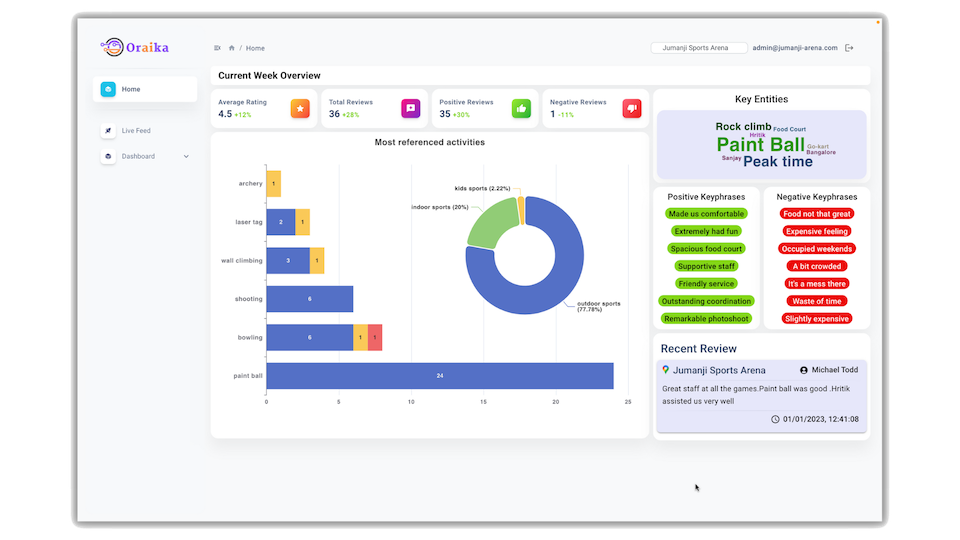 Oraika
/ Home
Jumanji Sports Arena
admin@jumanji-arena.com
Home
Live Feed
Dashboard
Current Week Overview
Average Rating
4.5 +12%
Total Reviews
36 +28%
Positive Reviews
35 +30%
Negative Reviews
1 -11%
Most referenced activities
archery
1
laser tag
2 1
wall climbing
3 1
shooting
6
bowling
6 1 1
paint ball
24
0 5 10 15 20 25
kids sports (2.22%)
indoor sports (20%)
outdoor sports
(77.78%)
Key Entities
Rock climb Food Court
Hritik
Paint Ball Go-kart
Bangalore
Sanjay Peak time
Positive Keyphrases
Made us comfortable
Extremely had fun
Spacious food court
Supportive staff
Friendly service
Outstanding coordination
Remarkable photoshoot
Negative Keyphrases
Food not that great
Expensive feeling
Occupied weekends
A bit crowded
It's a mess there
Waste of time
Slightly expensive
Recent Review
Jumanji Sports Arena
Michael Todd
Great staff at all the games.Paint ball was good .Hritik
assisted us very well
01/01/2023, 12:41:08